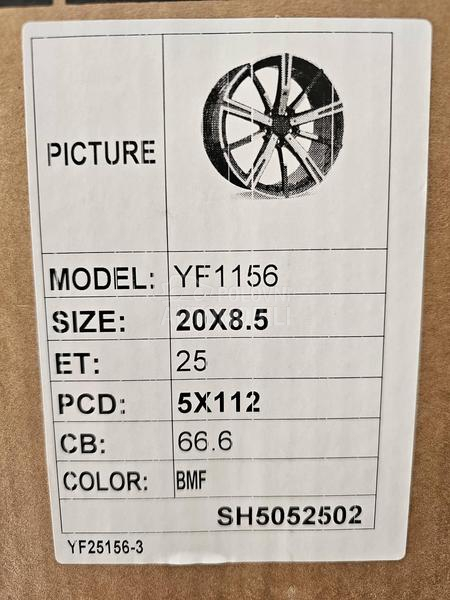 PICTURE
MODEL: YF1156
SIZE: 20X8.5
ET: 25
PCD: 5X112
CB: 66.6
COLOR: BMF
SH5052502
YF25156-3